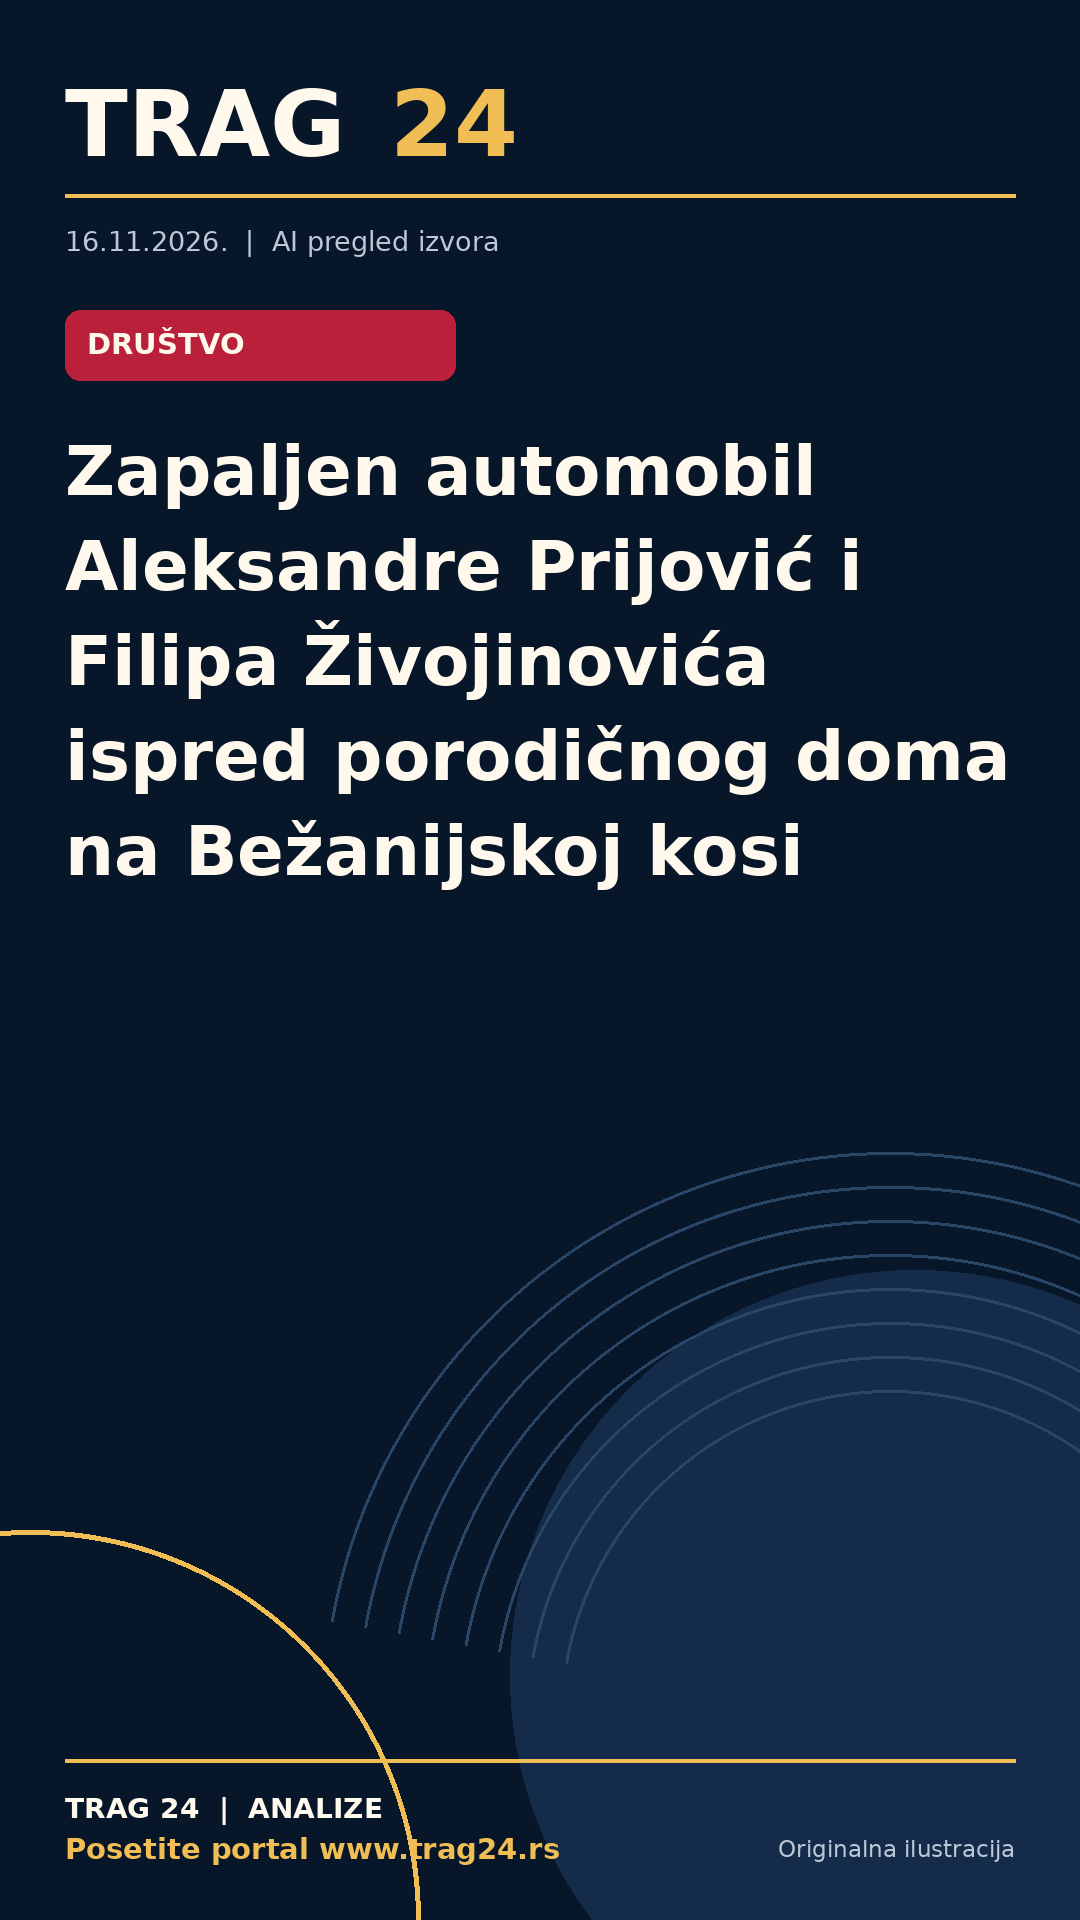 TRAG 24
16.11.2026. | AI pregled izvora
DRUŠTVO
Zapaljen automobil
Aleksandre Prijović i
Filipa Živojinovića
ispred porodičnog doma
na Bežanijskoj kosi
TRAG 24 | ANALIZE
Posetite portal www.trag24.rs
Originalna ilustracija